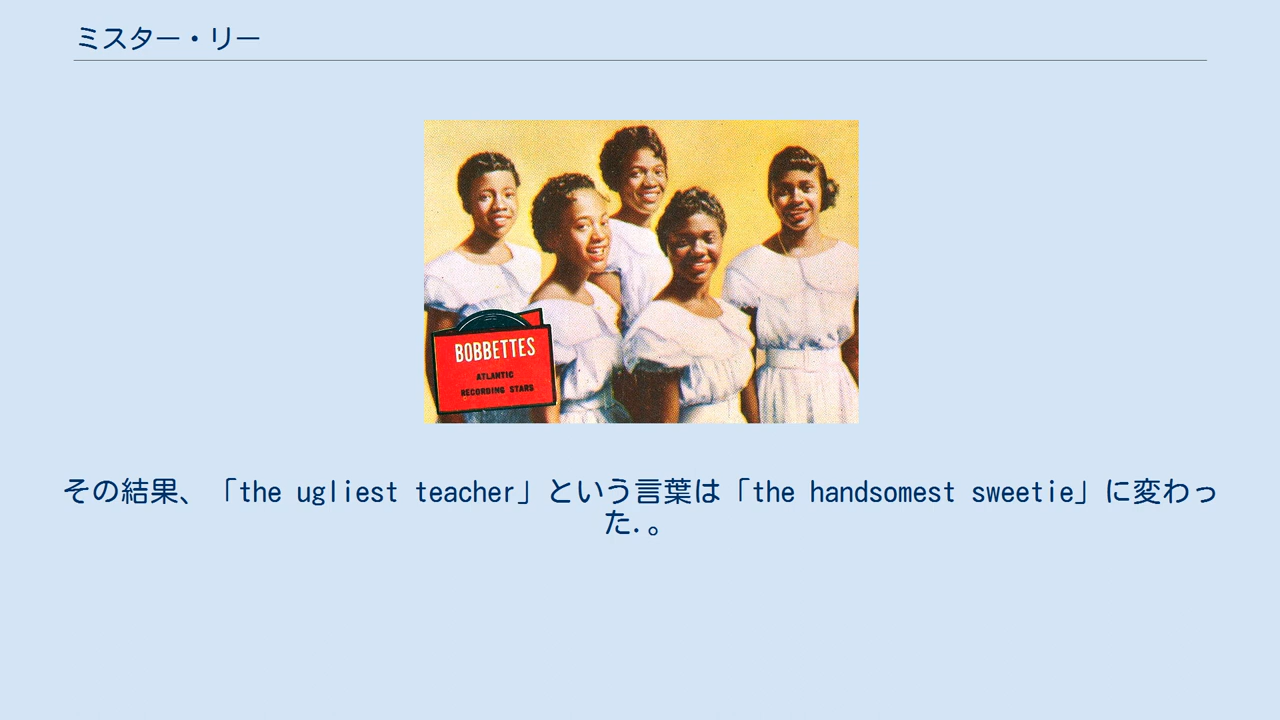 ミスター・リー
BOBBETTES
ATLANTIC
RECORDING STARS
その結果、「the ugliest teacher」という言葉は「the handsomest sweetie」に変わっ
た.。